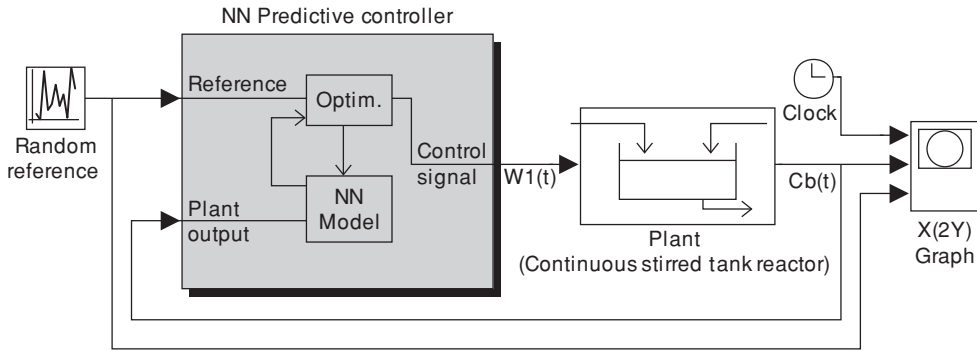 NN Predictive controller
Random
reference
Reference
Optim.
Control
signal
NN
Model
Plant
output
W1(t)
Plant
(Continuous stirred tank reactor)
Clock
Cb(t)
X(2Y)
Graph